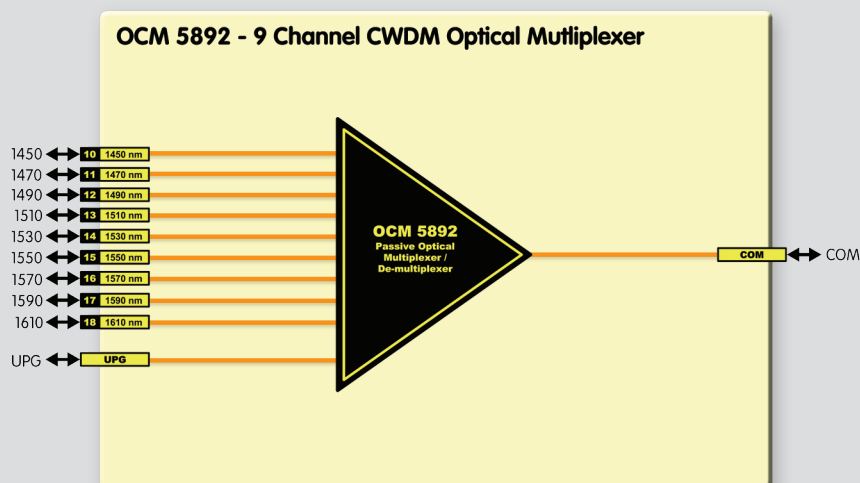 OCM 5892 - 9 Channel CWDM Optical Mutliplexer
1450 10 1450 nm
1470 11 1470 nm
1490 12 1490 nm
1510 13 1510 nm
1530 14 1530 nm
1550 15 1550 nm
1570 16 1570 nm
1590 17 1590 nm
1610 18 1610 nm
UPG UPG
OCM 5892
Passive Optical
Multiplexer /
De-multiplexer
COM COM